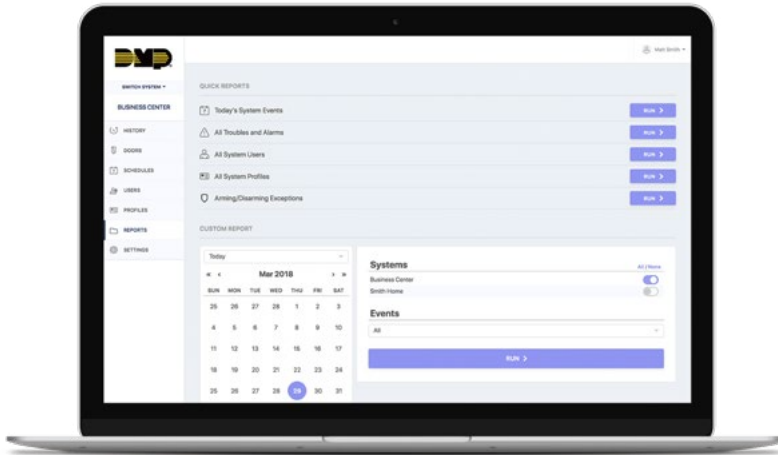 DMP
Matt Smith
SWITCH SYSTEM
BUSINESS CENTER
HISTORY
DOORS
SCHEDULES
USERS
PROFILES
REPORTS
SETTINGS
QUICK REPORTS
Today's System Events
RUN
All Troubles and Alarms
RUN
All System Users
RUN
All System Profiles
RUN
Arming/Disarming Exceptions
RUN
CUSTOM REPORT
Today
Mar 2018
SUN MON TUE WED THU FRI SAT
25 26 27 28 1 2 3
4 5 6 7 8 9 10
11 12 13 14 15 16 17
18 19 20 21 22 23 24
25 26 27 28 29 30 31
Systems
All | None
Business Center
Smith Home
Events
All
RUN